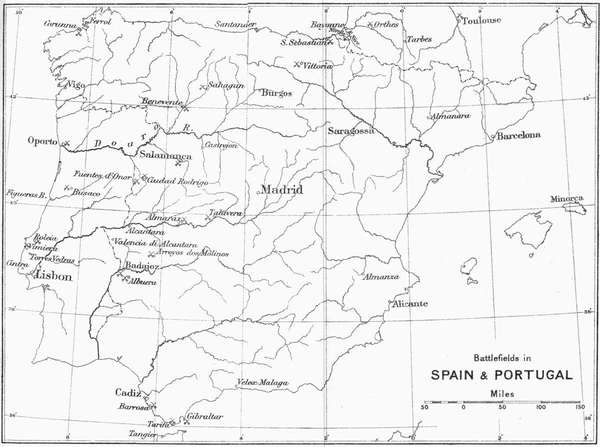 Ferrol
Corunna
Santander
Bayonne
Orthes
Toulouse
S. Sebastian
Tarbes
Vigo
Vittoria
Sahagun
Burgos
Benevente
Almanara
Oporto
Douro R.
Saragossa
Barcelona
Castrejon
Salamanca
Fuentes d'Onor
Ciudad Rodrigo
Madrid
Figueras R.
Busaco
Minorca
Almaraz
Talavera
Alcantara
Roleia
Vimiera
Valencia di Alcantara
Torres Vedras
Arroyos dos Molinos
Cintra
Lisbon
Badajoz
Almanza
Albuera
Alicante
Battlefields in
SPAIN & PORTUGAL
Miles
50 0 50 100 150
Velez-Malaga
Cadiz
Barrosa
Gibraltar
Tarifa
Tangier